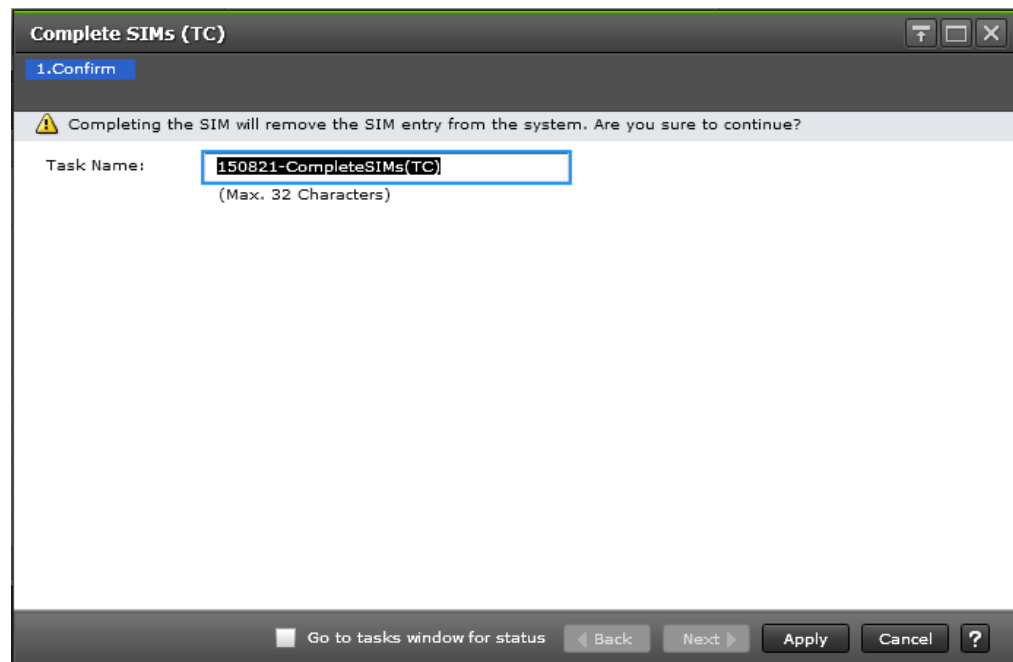 Complete SIMs (TC)
1.Confirm
Completing the SIM will remove the SIM entry from the system. Are you sure to continue?
Task Name: 150821-CompleteSIMs(TC)
(Max. 32 Characters)
Go to tasks window for status Back Next Apply Cancel ?